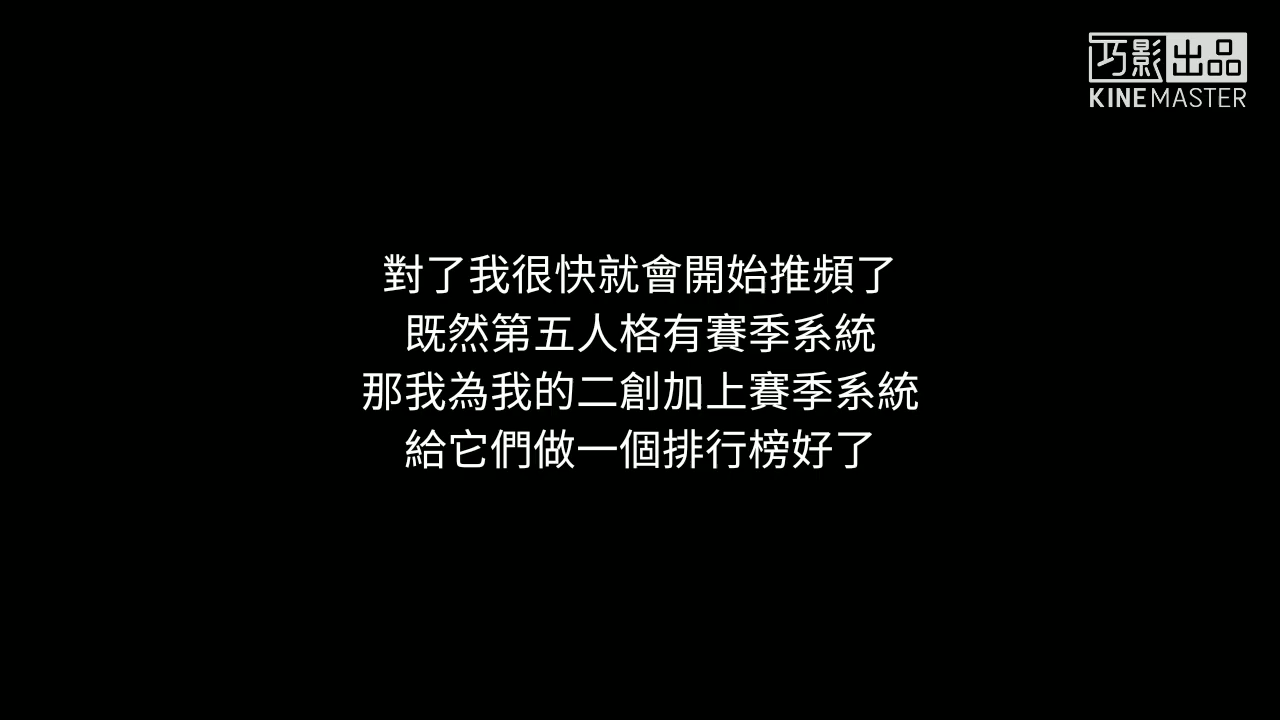 巧影出品
KINEMASTER
對了我很快就會開始推頻了
既然第五人格有賽季系統
那我為我的二創加上賽季系統
給它們做一個排行榜好了